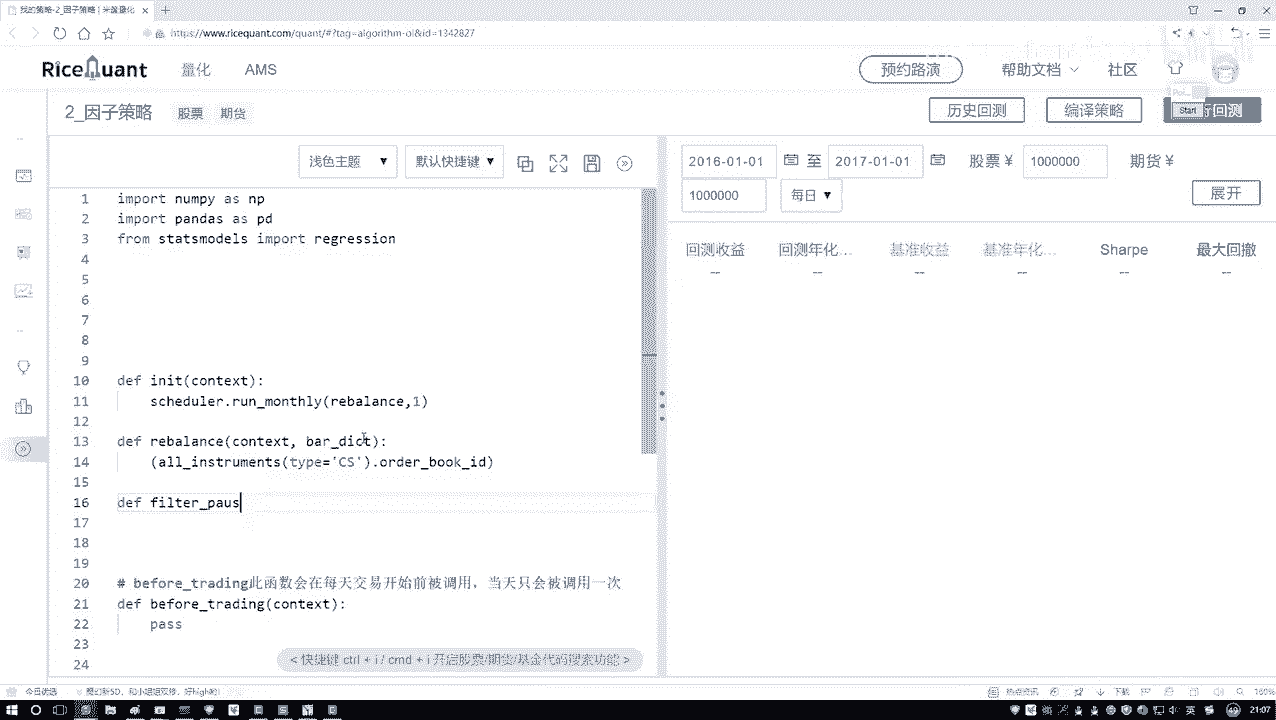 我的策略-2_因子策略 | 米筐量化
https://www.ricequant.com/quant/#?tag=algorithm-ol&id=1342827
RiceQuant 量化 AMS 预约路演 帮助文档 社区
2_因子策略 股票 期货 历史回测 编译策略 Start 行回测
浅色主题 ▼ 默认快捷键 ▼
2016-01-01 至 2017-01-01 股票 ¥ 1000000 期货 ¥
1000000 每日 ▼ 展开
回测收益 回测年化... 基准收益 基准年化... Sharpe 最大回撤
-- -- -- -- -- --
1 import numpy as np
2 import pandas as pd
3 from statsmodels import regression
4
5
6
7
8
9
10 def init(context):
11 scheduler.run_monthly(rebalance,1)
12
13 def rebalance(context, bar_dict):
14 (all_instruments(type='CS').order_book_id)
15
16 def filter_paus
17
18
19
20 # before_trading此函数会在每天交易开始前被调用，当天只会被调用一次
21 def before_trading(context):
22 pass
23
24
< 快捷键 ctrl + i , cmd + i 开启股票/期货/基金代码搜索功能 >
今日优选
21:07